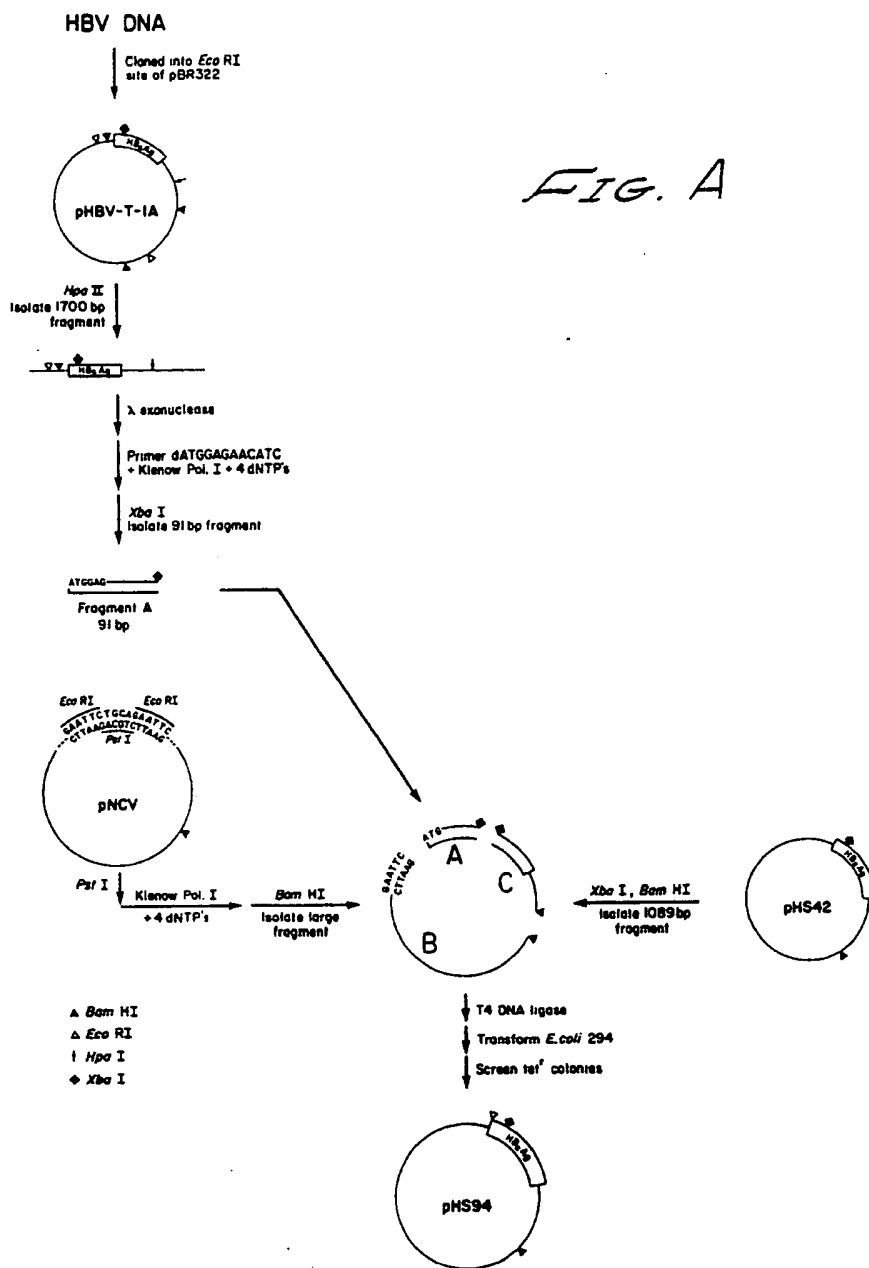 HBV DNA
Cloned into Eco RI
site of pBR322
HBsAg
pHBV-T-IA
FIG. A
Hpa II
Isolate 1700 bp
fragment
HBsAg
λ exonuclease
Primer dATGGAGAACATC
+ Klenow Pol. I + 4 dNTP's
Xba I
Isolate 91 bp fragment
ATGGAG
Fragment A
91 bp
Eco RI Eco RI
GAATTCTGCAGAATTC
CTTAAGACGTCTTAAG
Pst I
pNCV
Pst I
Klenow Pol. I
+4 dNTP's
Bam HI
Isolate large
fragment
ATG
A
GAATTC
CTTAAG
C
B
Xba I, Bam HI
Isolate 1089 bp
fragment
HBsAg
pHS42
▲ Bam HI
△ Eco RI
† Hpa I
◆ Xba I
T4 DNA ligase
Transform E.coli 294
Screen tetʳ colonies
HBsAg
pHS94